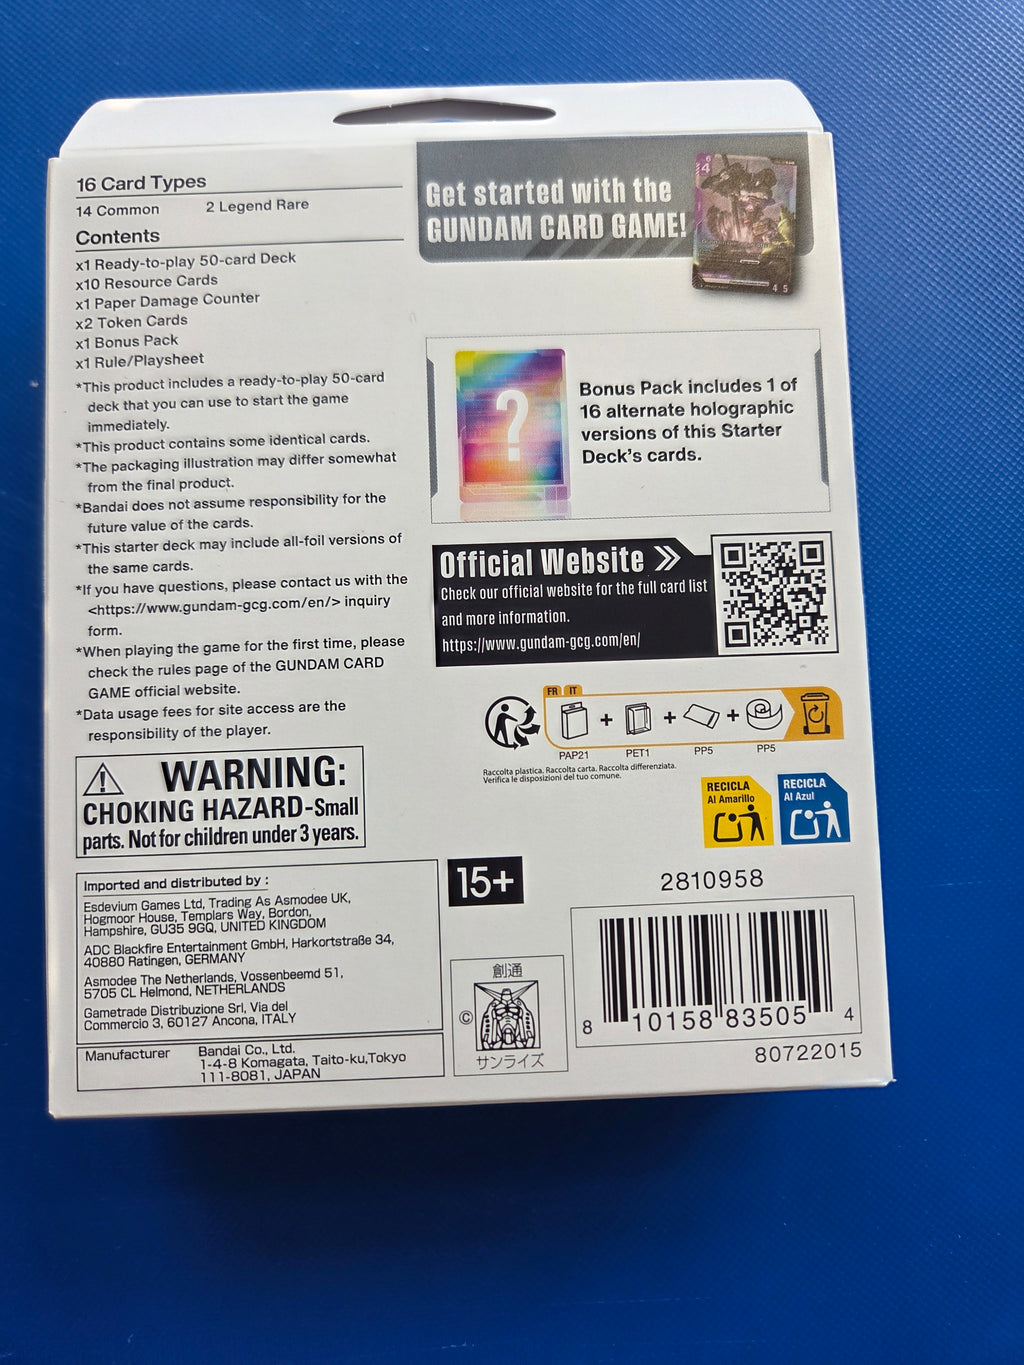 16 Card Types
14 Common 2 Legend Rare
Contents
x1 Ready-to-play 50-card Deck
x10 Resource Cards
x1 Paper Damage Counter
x2 Token Cards
x1 Bonus Pack
x1 Rule/Playsheet
*This product includes a ready-to-play 50-card
deck that you can use to start the game
immediately.
*This product contains some identical cards.
*The packaging illustration may differ somewhat
from the final product.
*Bandai does not assume responsibility for the
future value of the cards.
*This starter deck may include all-foil versions of
the same cards.
*If you have questions, please contact us with the
<https://www.gundam-gcg.com/en/> inquiry
form.
*When playing the game for the first time, please
check the rules page of the GUNDAM CARD
GAME official website.
*Data usage fees for site access are the
responsibility of the player.
WARNING:
CHOKING HAZARD-Small
parts. Not for children under 3 years.
Imported and distributed by :
Esdevium Games Ltd, Trading As Asmodee UK,
Hogmoor House, Templars Way, Bordon,
Hampshire, GU35 9GQ, UNITED KINGDOM
ADC Blackfire Entertainment GmbH, Harkortstraße 34,
40880 Ratingen, GERMANY
Asmodee The Netherlands, Vossenbeemd 51,
5705 CL Helmond, NETHERLANDS
Gametrade Distribuzione Srl, Via del
Commercio 3, 60127 Ancona, ITALY
Manufacturer Bandai Co., Ltd.
1-4-8 Komagata, Taito-ku,Tokyo
111-8081, JAPAN
Get started with the
GUNDAM CARD GAME!
6
4
4 5
?
Bonus Pack includes 1 of
16 alternate holographic
versions of this Starter
Deck's cards.
Official Website
Check our official website for the full card list
and more information.
https://www.gundam-gcg.com/en/
FR IT
+ + +
PAP21 PET1 PP5 PP5
Raccolta plastica. Raccolta carta. Raccolta differenziata.
Verifica le disposizioni del tuo comune.
RECICLA
Al Amarillo
RECICLA
Al Azul
15+
2810958
創通
©
サンライズ
8 10158 83505 4
80722015